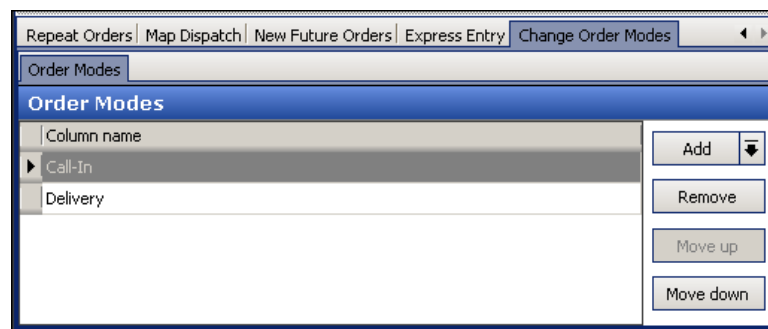 Repeat Orders Map Dispatch New Future Orders Express Entry Change Order Modes
Order Modes
Order Modes
Column name
Call-In
Delivery
Add
Remove
Move up
Move down